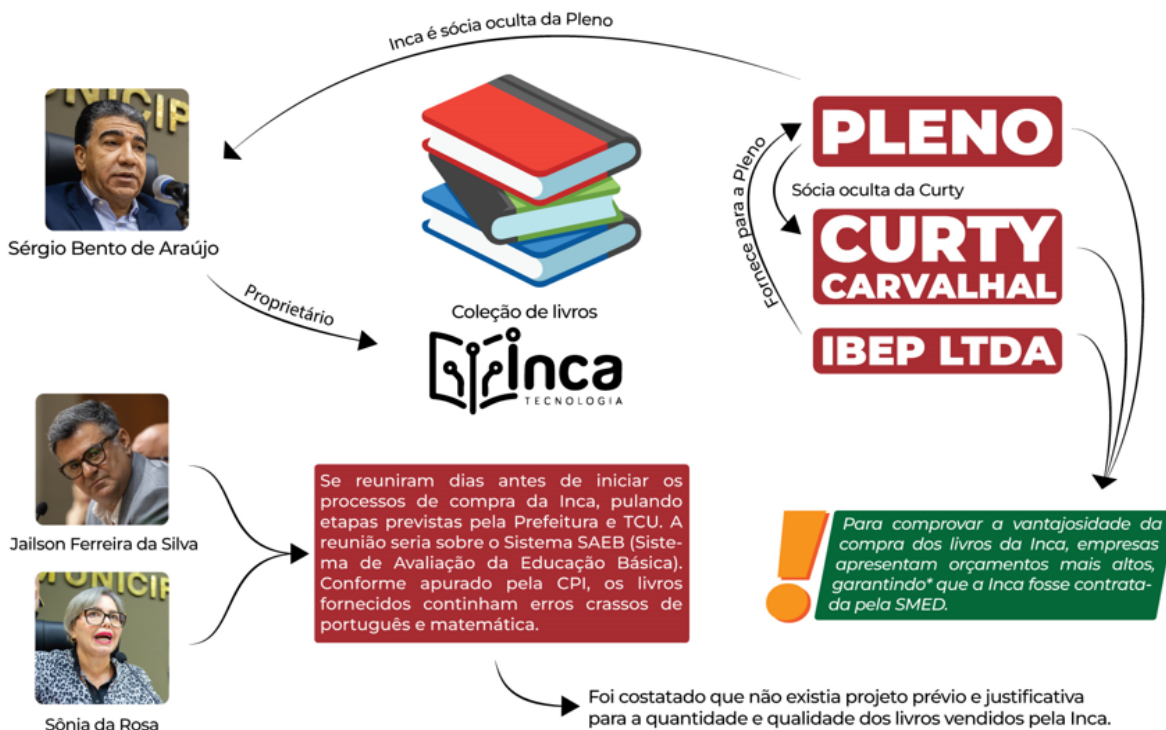 Inca é sócia oculta da Pleno
UNICIP
Sérgio Bento de Araújo
Proprietário
Coleção de livros
inca
TECNOLOGIA
PLENO
Sócia oculta da Curty
Fornece para a Pleno
CURTY
CARVALHAL
IBEP LTDA
Jailson Ferreira da Silva
MUNICIP
Sônia da Rosa
Se reuniram dias antes de iniciar os
processos de compra da Inca, pulando
etapas previstas pela Prefeitura e TCU. A
reunião seria sobre o Sistema SAEB (Siste-
ma de Avaliação da Educação Básica).
Conforme apurado pela CPI, os livros
fornecidos continham erros crassos de
português e matemática.
Para comprovar a vantajosidade da
compra dos livros da Inca, empresas
apresentam orçamentos mais altos,
garantindo* que a Inca fosse contrata-
da pela SMED.
Foi costatado que não existia projeto prévio e justificativa
para a quantidade e qualidade dos livros vendidos pela Inca.